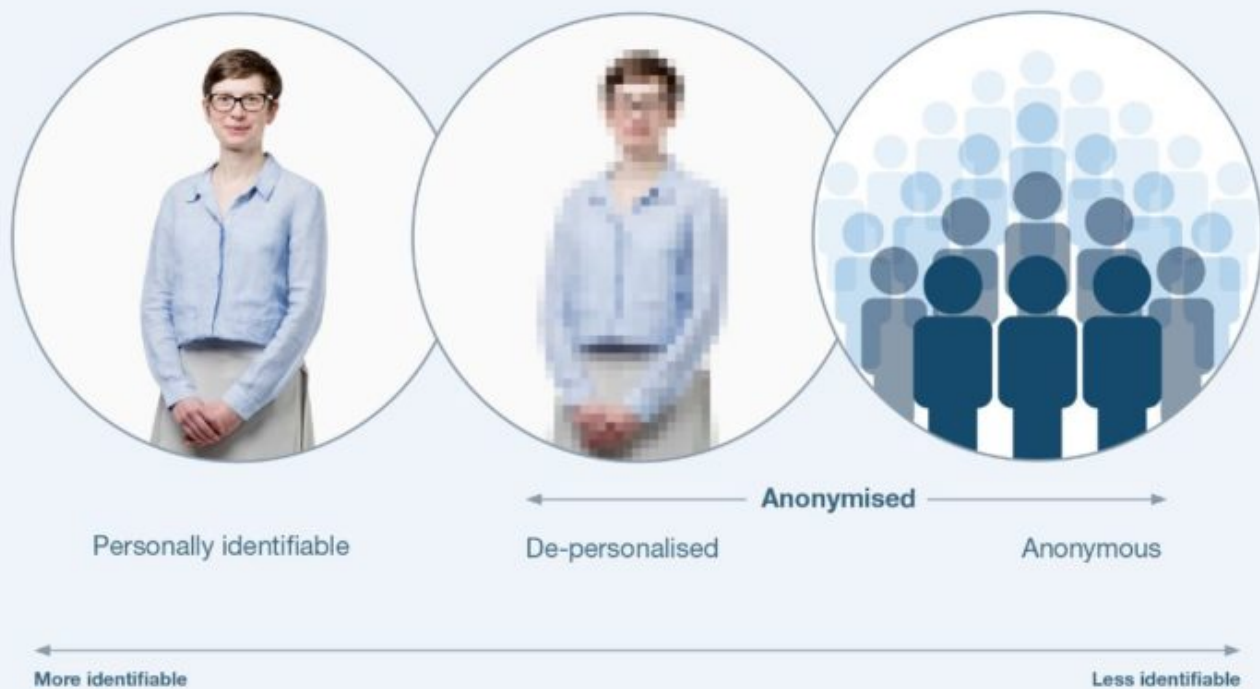 Anonymised
Personally identifiable
De-personalised
Anonymous
More identifiable
Less identifiable